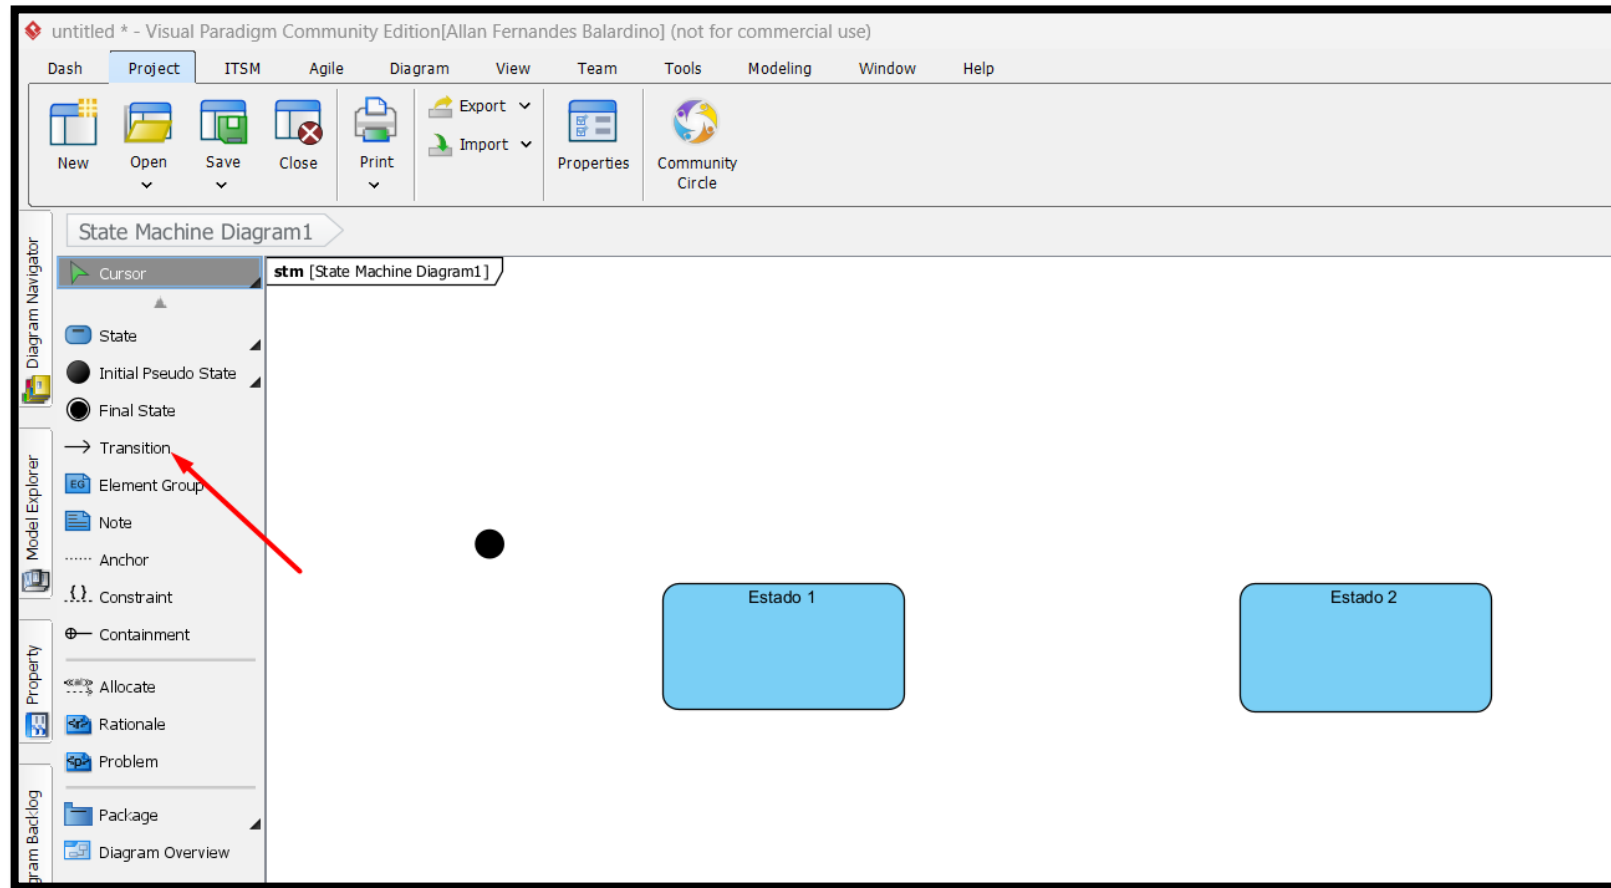 untitled * - Visual Paradigm Community Edition[Allan Fernandes Balardino] (not for commercial use)
Dash Project ITSM Agile Diagram View Team Tools Modeling Window Help
New Open Save Close Print Export Import Properties Community Circle
State Machine Diagram1
Diagram Navigator
Model Explorer
Property
gram Backlog
Cursor
State
Initial Pseudo State
Final State
Transition
EG Element Group
Note
Anchor
{ } Constraint
Containment
Allocate
<r> Rationale
<p> Problem
Package
Diagram Overview
stm [State Machine Diagram1]
Estado 1
Estado 2